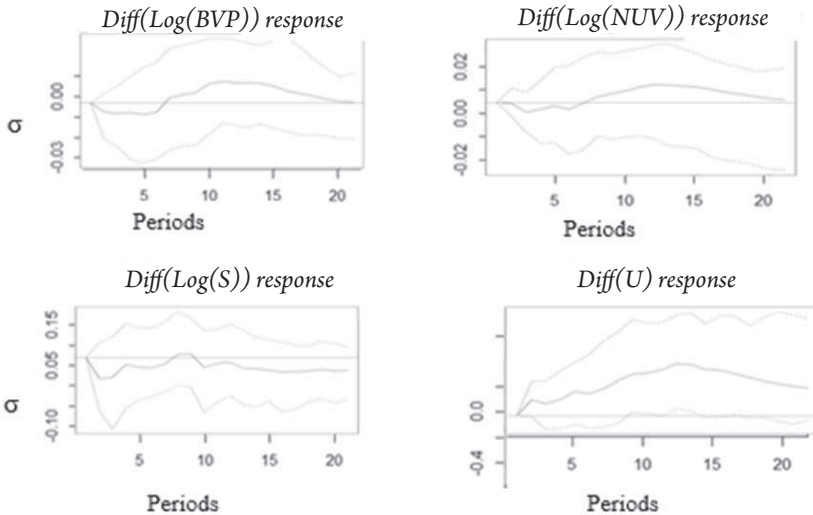 Diff(Log(BVP)) response
Diff(Log(NUV)) response
σ
0.00
-0.03
5 10 15 20
Periods
0.02
0.00
-0.02
5 10 15 20
Periods
Diff(Log(S)) response
Diff(U) response
σ
0.15
0.05
-0.10
5 10 15 20
Periods
0.0
-0.4
5 10 15 20
Periods